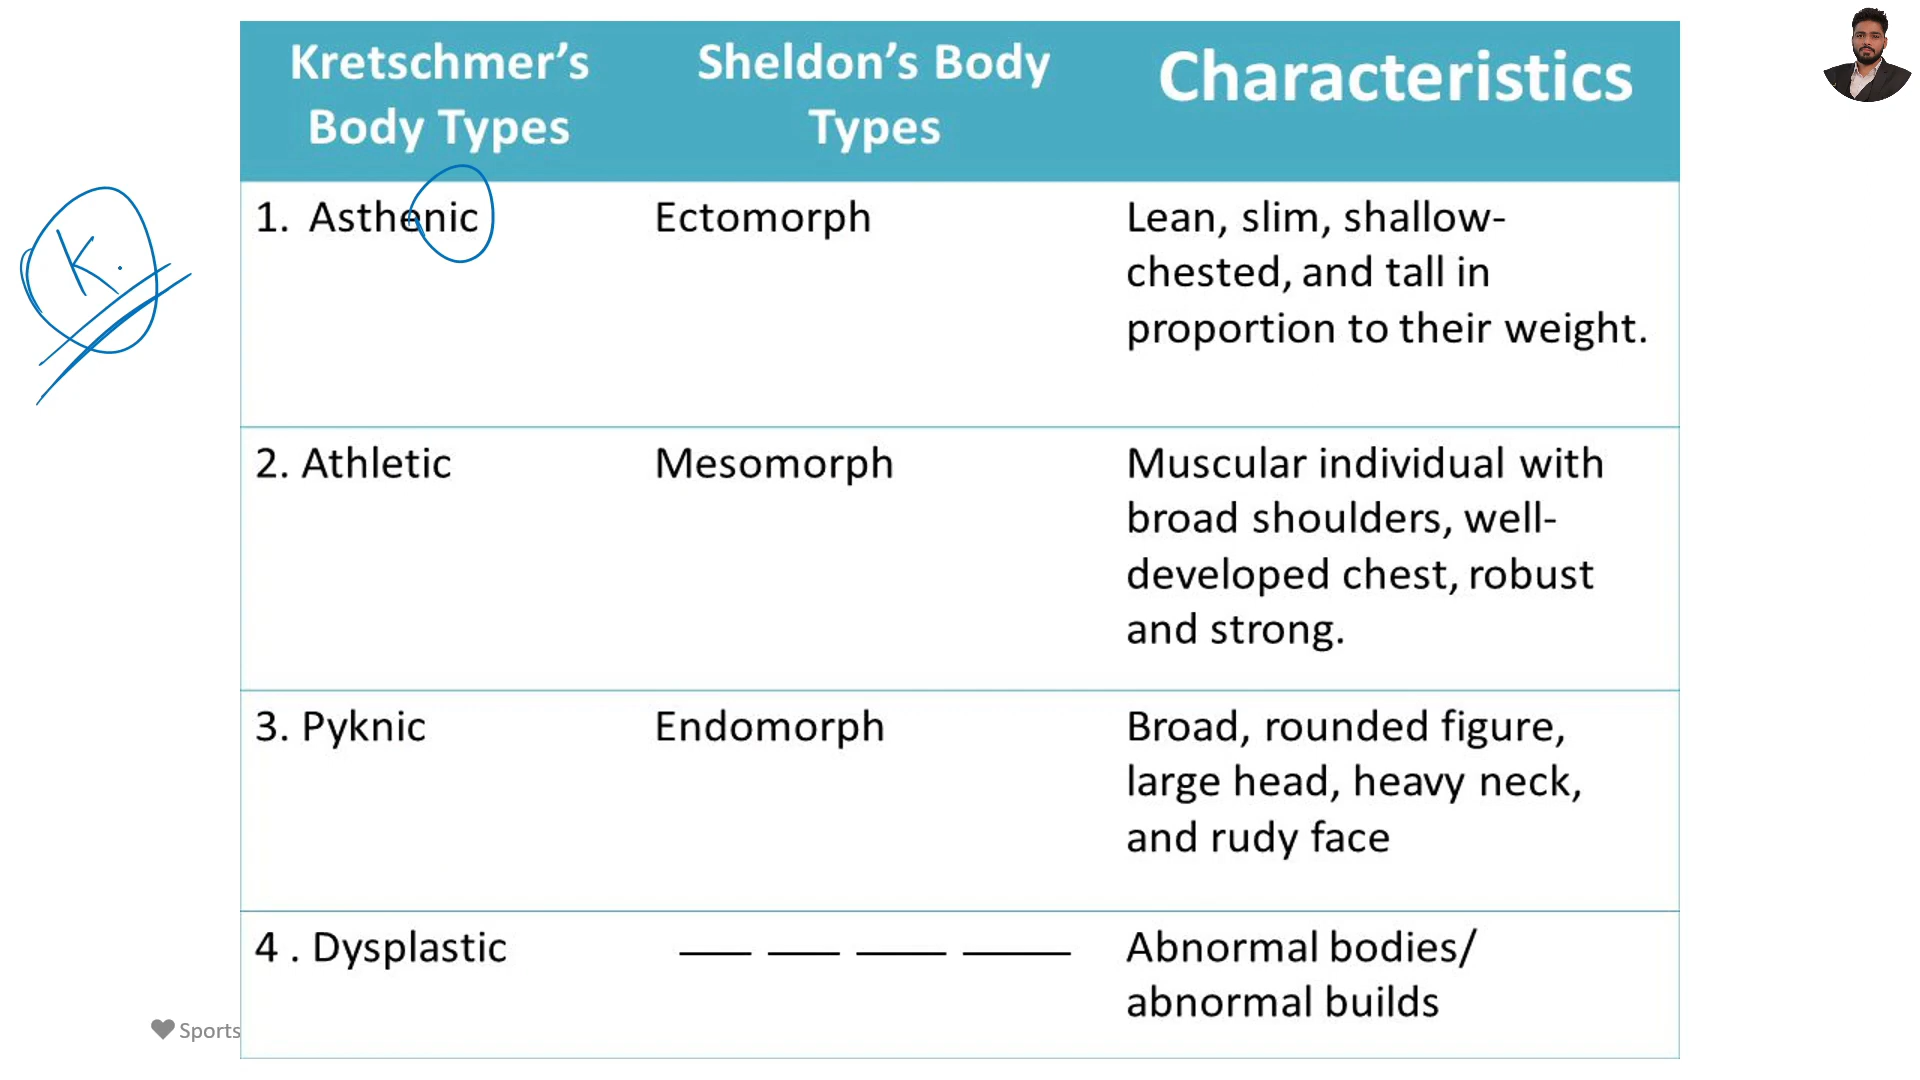 Kretschmer's
Body Types
Sheldon's Body
Types
Characteristics
K.
1. Asthenic
Ectomorph
Lean, slim, shallow-
chested, and tall in
proportion to their weight.
2. Athletic
Mesomorph
Muscular individual with
broad shoulders, well-
developed chest, robust
and strong.
3. Pyknic
Endomorph
Broad, rounded figure,
large head, heavy neck,
and rudy face
4 . Dysplastic
Abnormal bodies/
abnormal builds
Sports